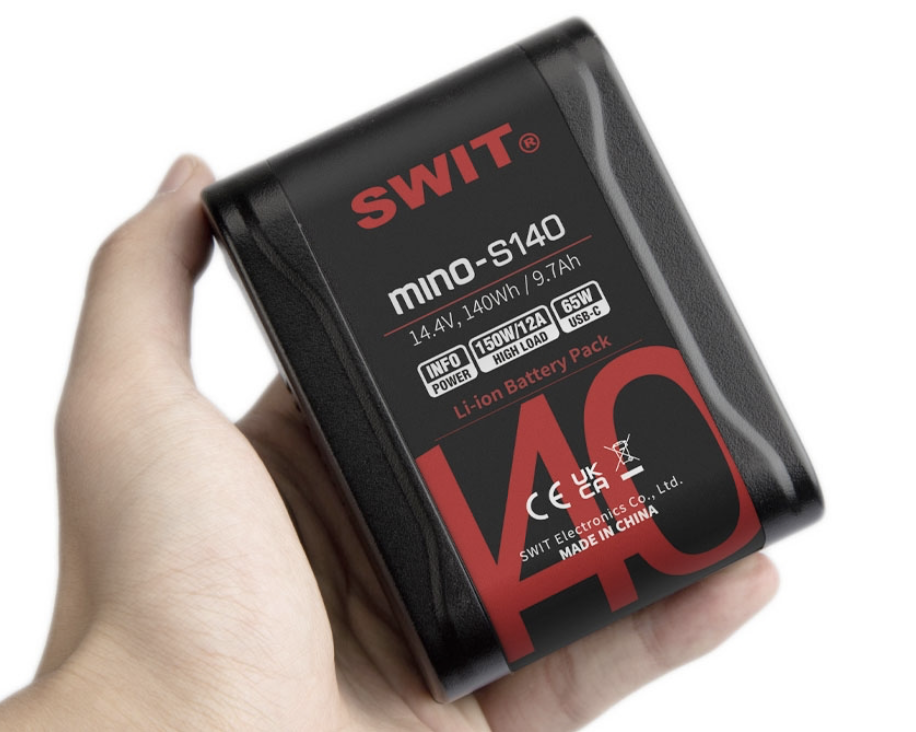 SWIT®
mino-S140
14.4V, 140Wh / 9.7Ah
INFO POWER
150W/12A HIGH LOAD
65W USB-C
Li-ion Battery Pack
140
CE UK CA
SWIT Electronics Co., Ltd.
MADE IN CHINA